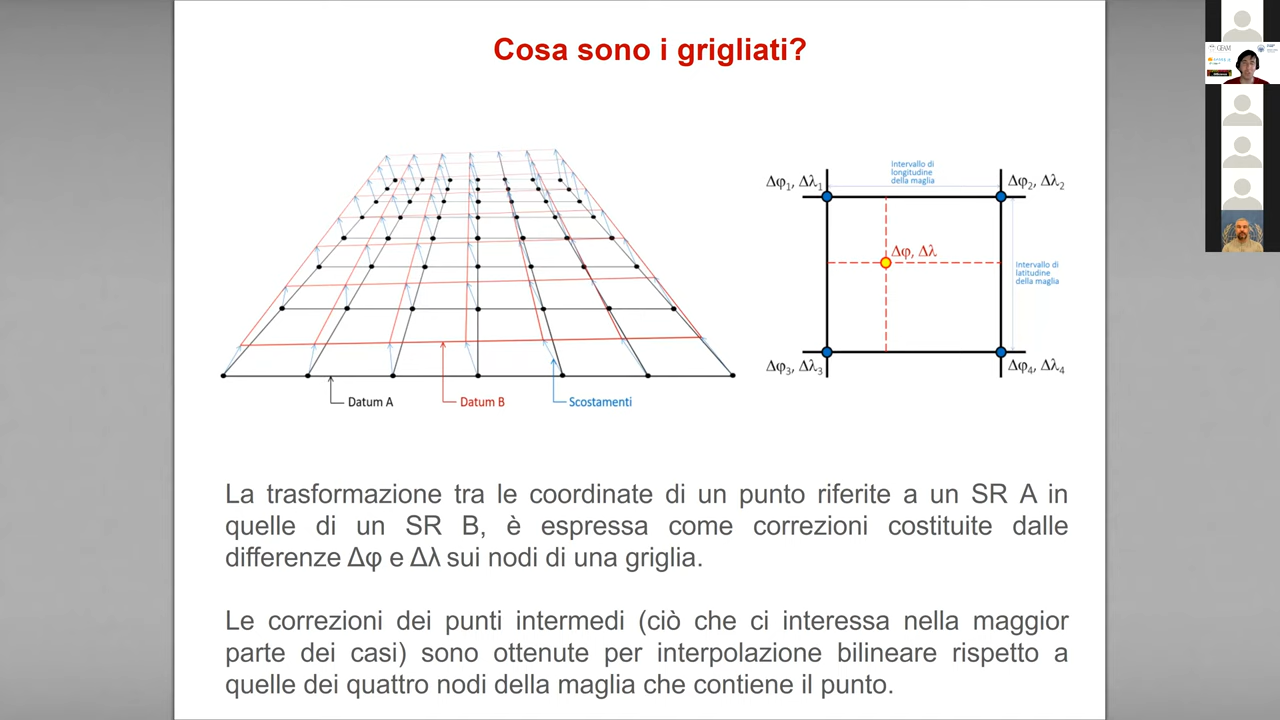 Cosa sono i grigliati?
Intervallo di
longitudine
della maglia
Δφ1, Δλ1
Δφ2, Δλ2
Δφ, Δλ
Intervallo di
latitudine
della maglia
Δφ3, Δλ3
Δφ4, Δλ4
Datum A
Datum B
Scostamenti
La trasformazione tra le coordinate di un punto riferite a un SR A in
quelle di un SR B, è espressa come correzioni costituite dalle
differenze Δφ e Δλ sui nodi di una griglia.
Le correzioni dei punti intermedi (ciò che ci interessa nella maggior
parte dei casi) sono ottenute per interpolazione bilineare rispetto a
quelle dei quattro nodi della maglia che contiene il punto.
GEAM